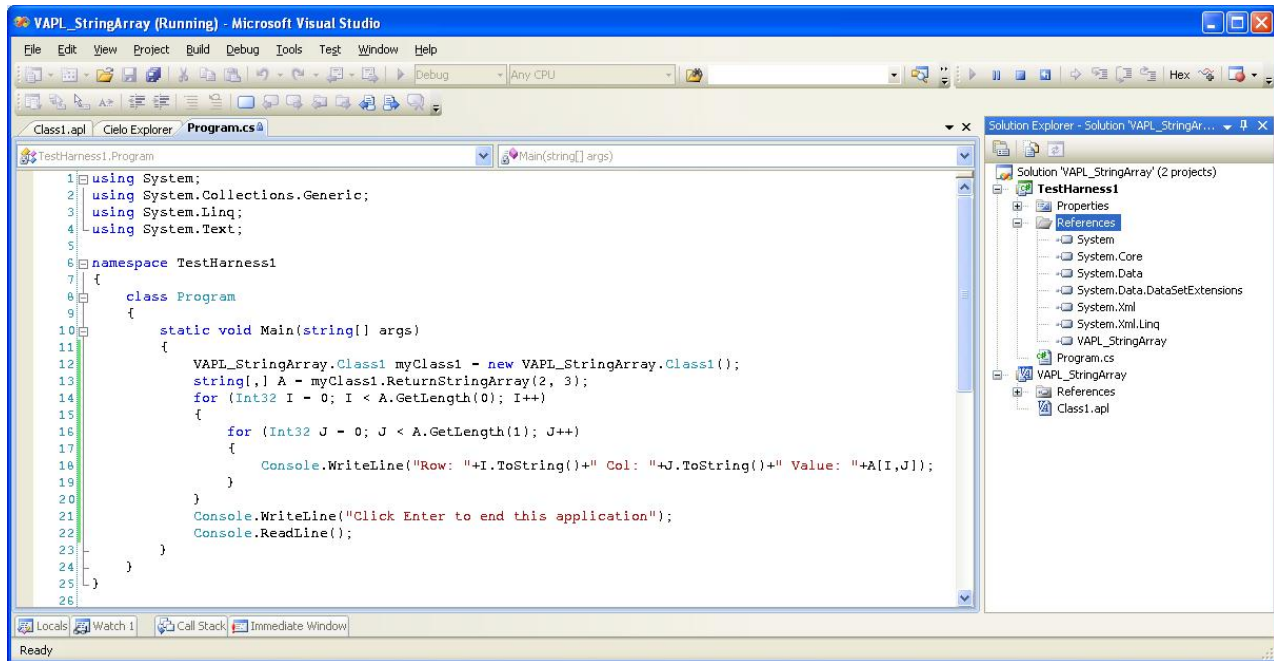 VAPL_StringArray (Running) - Microsoft Visual Studio
File Edit View Project Build Debug Tools Test Window Help
Debug Any CPU Hex
Class1.apl Cielo Explorer Program.cs
TestHarness1.Program Main(string[] args)
1 using System;
2 using System.Collections.Generic;
3 using System.Linq;
4 using System.Text;
5
6 namespace TestHarness1
7 {
8 class Program
9 {
10 static void Main(string[] args)
11 {
12 VAPL_StringArray.Class1 myClass1 = new VAPL_StringArray.Class1();
13 string[,] A = myClass1.ReturnStringArray(2, 3);
14 for (Int32 I = 0; I < A.GetLength(0); I++)
15 {
16 for (Int32 J = 0; J < A.GetLength(1); J++)
17 {
18 Console.WriteLine("Row: "+I.ToString()+" Col: "+J.ToString()+" Value: "+A[I,J]);
19 }
20 }
21 Console.WriteLine("Click Enter to end this application");
22 Console.ReadLine();
23 }
24 }
25 }
26
Solution Explorer - Solution 'VAPL_StringAr...
Solution 'VAPL_StringArray' (2 projects)
TestHarness1
Properties
References
System
System.Core
System.Data
System.Data.DataSetExtensions
System.Xml
System.Xml.Linq
VAPL_StringArray
Program.cs
VAPL_StringArray
References
Class1.apl
Locals Watch 1 Call Stack Immediate Window
Ready